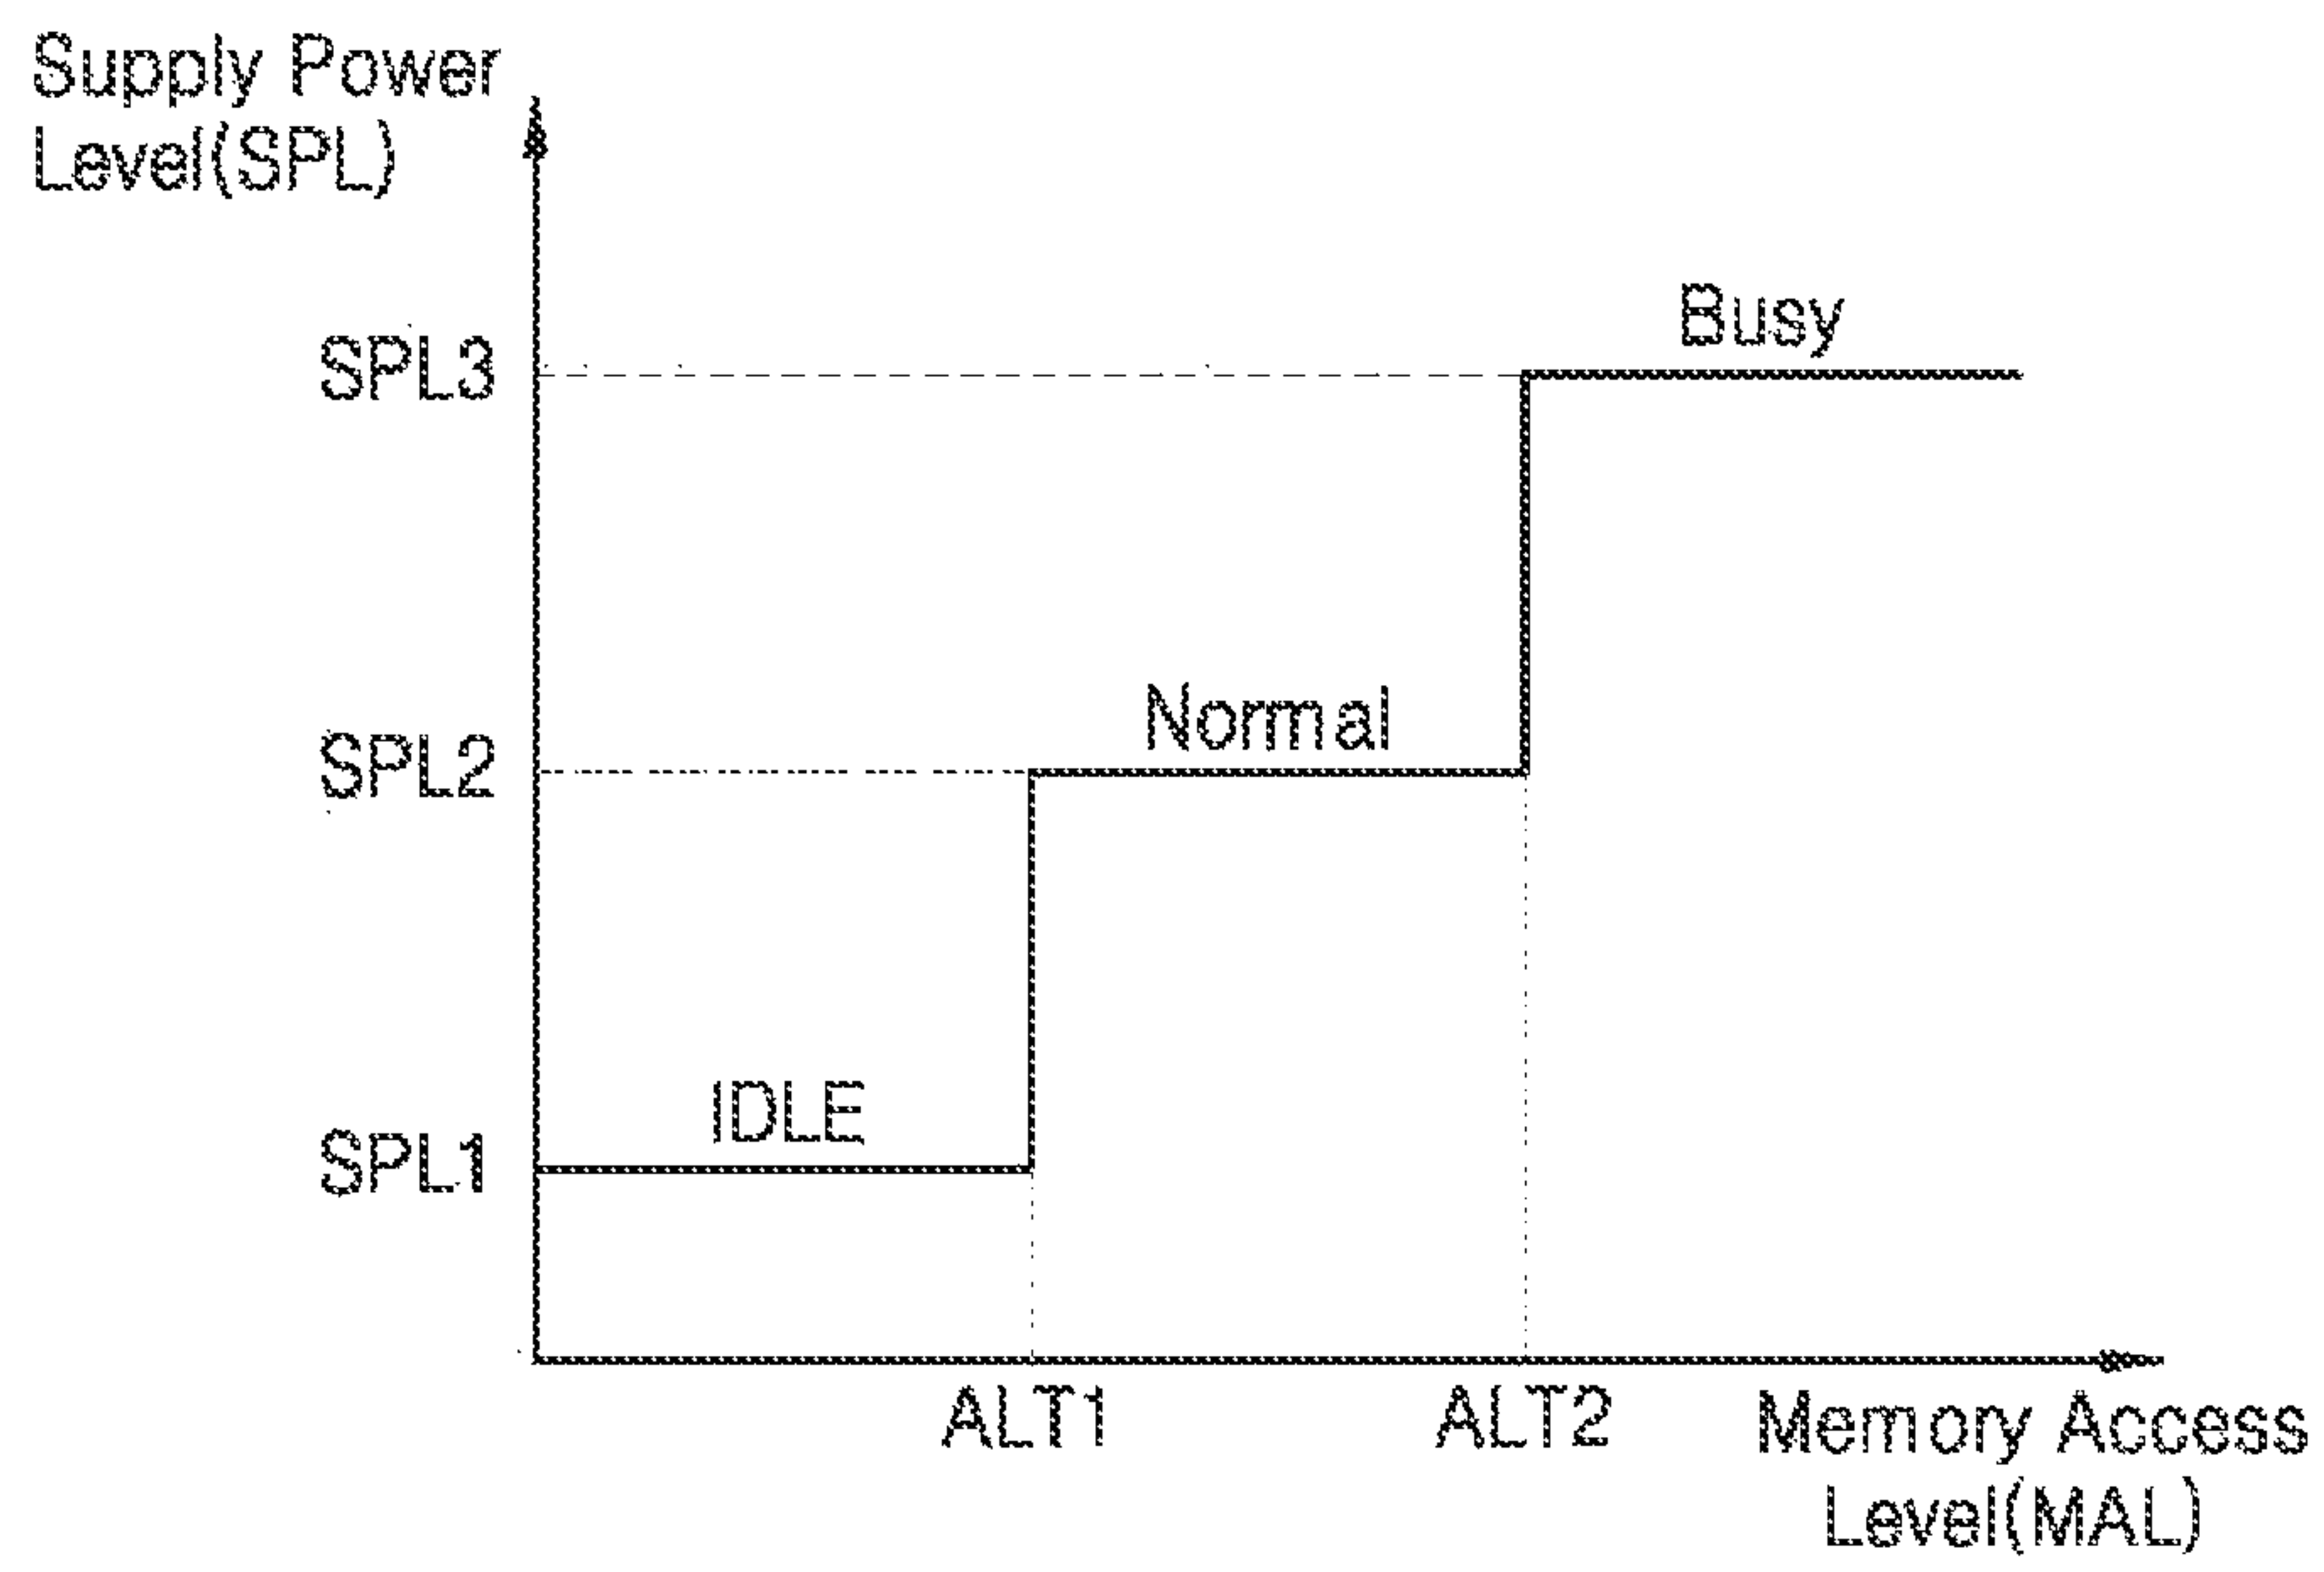 Supply Power
Level(SPL)
Busy
SPL3
Normal
SPL2
IDLE
SPL1
ALT1
ALT2
Memory Access
Level(MAL)